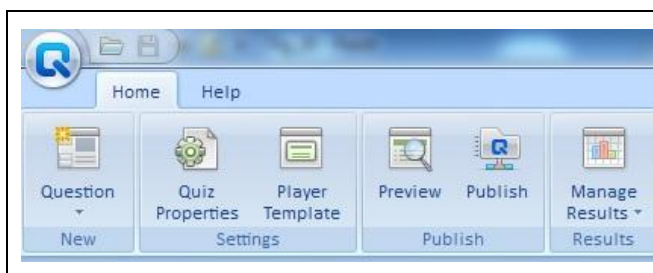 Home Help
Question Quiz Properties Player Template Preview Publish Manage Results
New Settings Publish Results